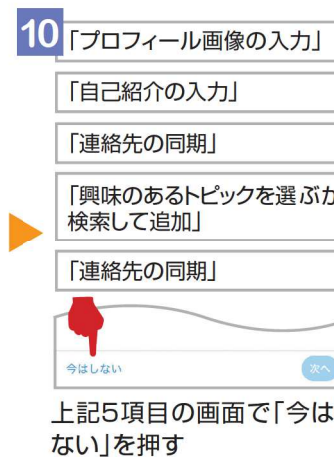 10
「プロフィール画像の入力」
「自己紹介の入力」
「連絡先の同期」
「興味のあるトピックを選ぶか
検索して追加」
「連絡先の同期」
今はしない
次へ
上記5項目の画面で「今は
ない」を押す